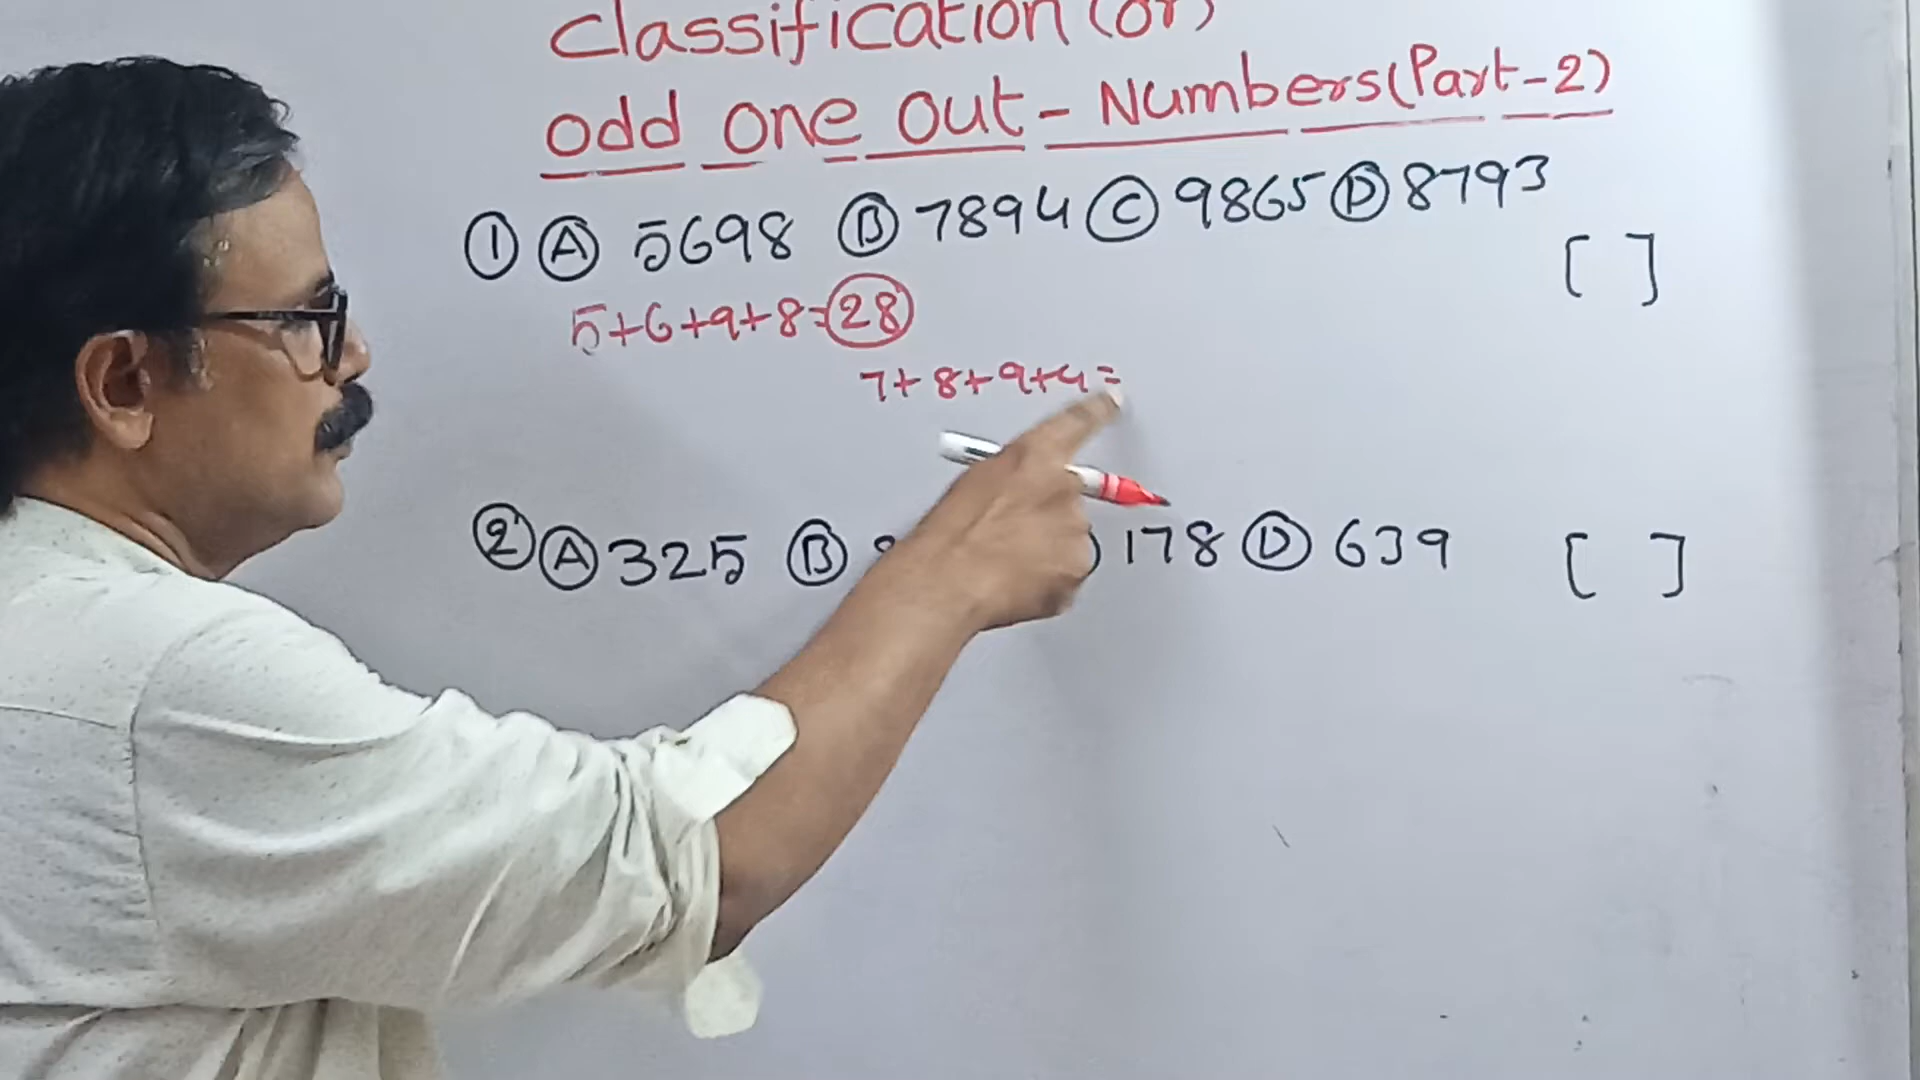 Classification (or)
odd one out - Numbers (Part-2)
① Ⓐ 5698 Ⓑ 7894 Ⓒ 9865 Ⓓ 8793
[ ]
5+6+9+8=28
7+8+9+4=
② Ⓐ 325 Ⓑ 178 Ⓓ 639 [ ]